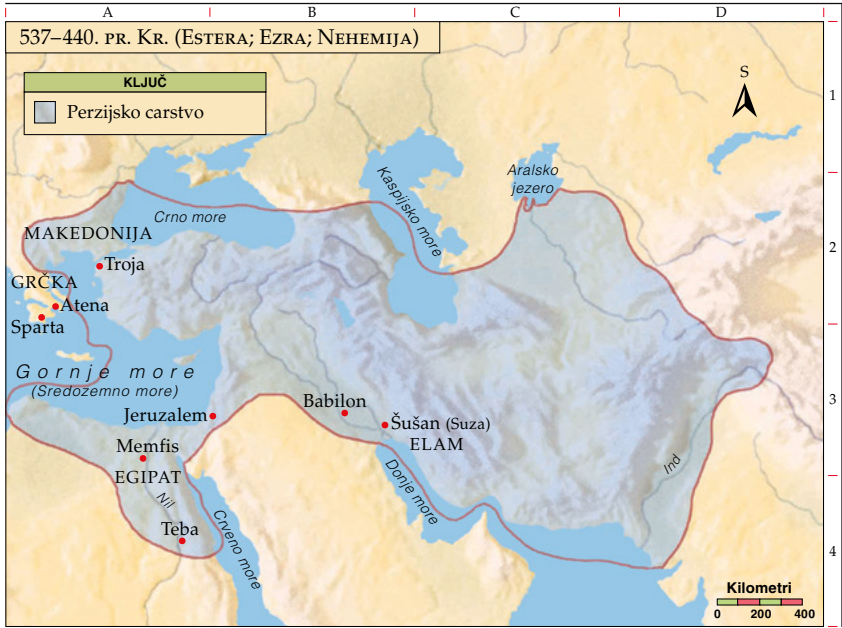 A B C D
537–440. PR. KR. (ESTERA; EZRA; NEHEMIJA)
KLJUČ
Perzijsko carstvo
S
1
Aralsko
jezero
Kaspijsko more
Crno more
MAKEDONIJA
2
Troja
GRČKA
Atena
Sparta
Gornje more
(Sredozemno more)
Babilon
3
Jeruzalem
Šušan (Suza)
ELAM
Memfis
EGIPAT
Ind
Nil
Donje more
Crveno more
Teba
4
Kilometri
0 200 400